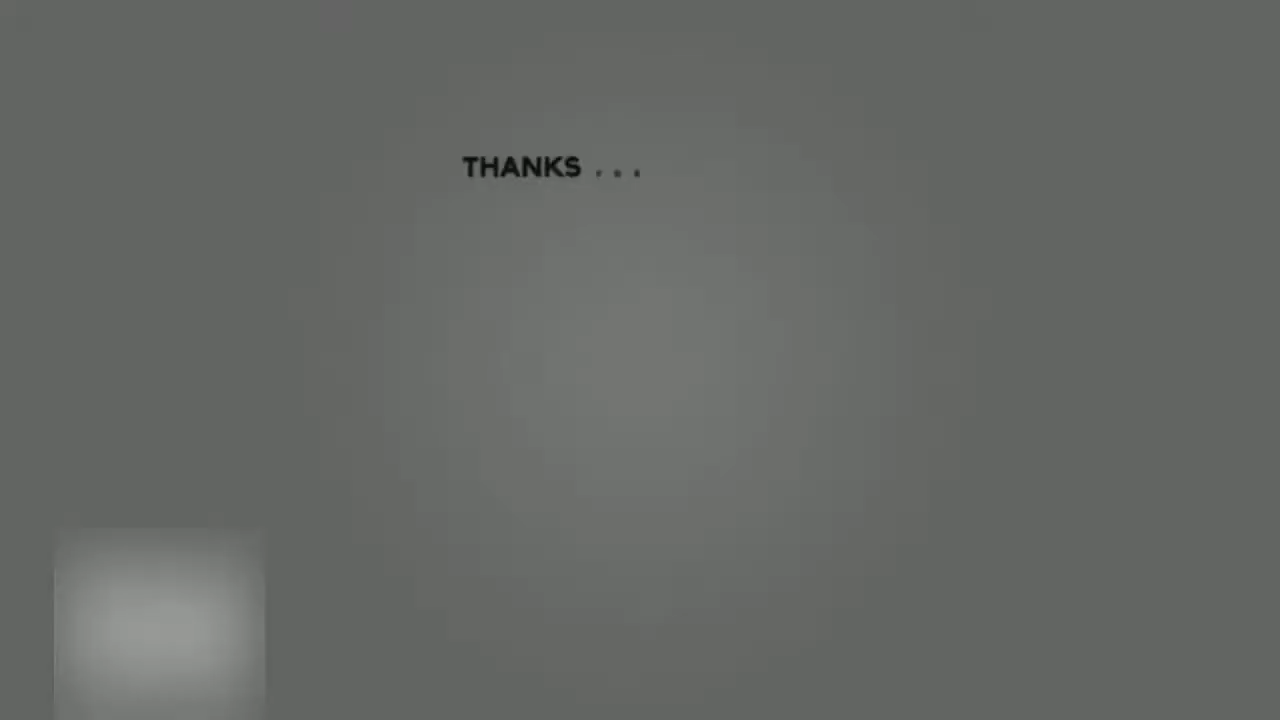 THANKS . . .